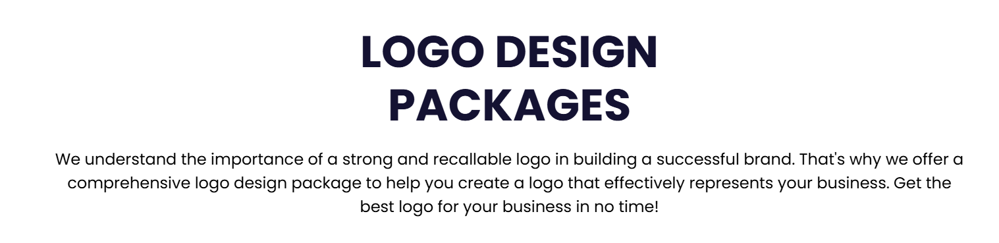 LOGO DESIGN
PACKAGES
We understand the importance of a strong and recallable logo in building a successful brand. That's why we offer a
comprehensive logo design package to help you create a logo that effectively represents your business. Get the
best logo for your business in no time!